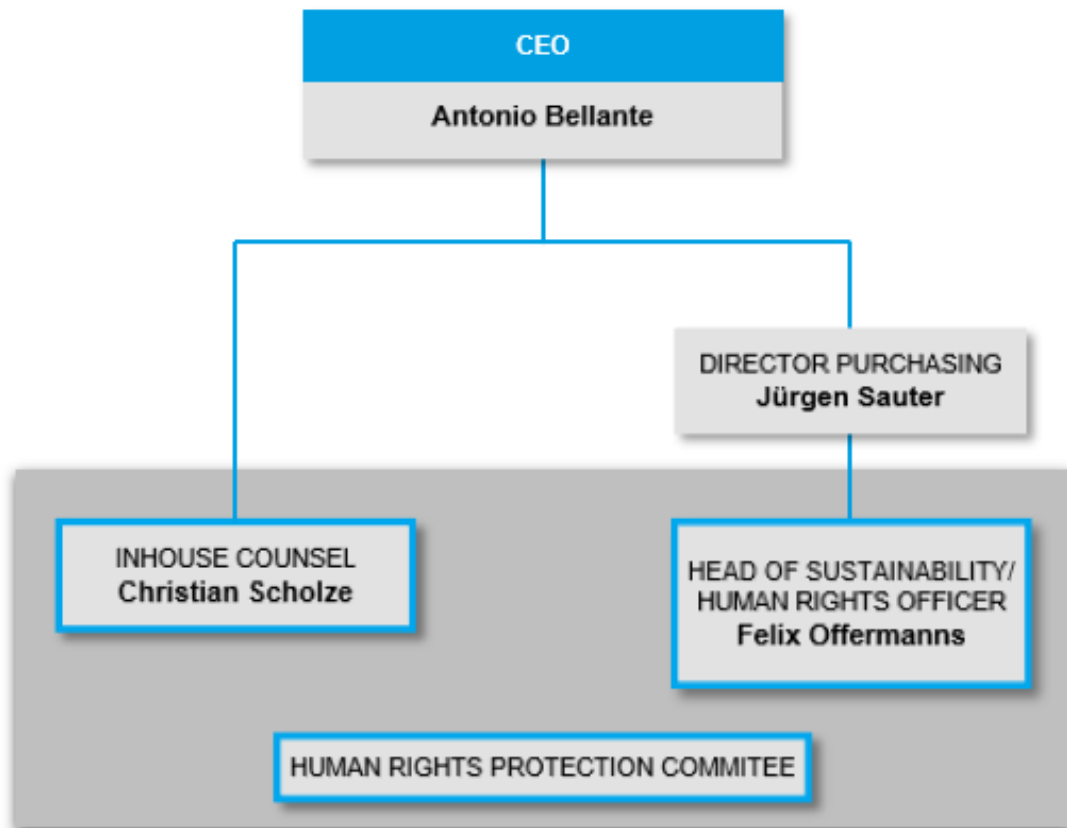 CEO
Antonio Bellante
DIRECTOR PURCHASING
Jürgen Sauter
INHOUSE COUNSEL
Christian Scholze
HEAD OF SUSTAINABILITY/
HUMAN RIGHTS OFFICER
Felix Offermanns
HUMAN RIGHTS PROTECTION COMMITEE